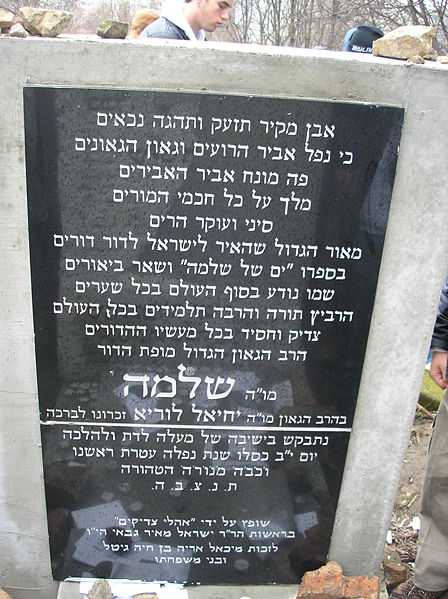 אבן מקיר תזעק ותהגה נכאים
כי נפל אביר הרועים וגאון הגאונים
פה מונח אביר האבירים
מלך על כל חכמי המורים
סיני ועוקר הרים
מאור הגדול שהאיר לישראל לדור דורים
בספרו "ים של שלמה" ושאר ביאורים
שמו נודע בסוף העולם בכל שערים
הרביץ תורה והרבה תלמידים בכל העולם
צדיק וחסיד בכל מעשיו ההדורים
הרב הגאון הגדול מופת הדור
מו"ה שלמה
בהרב הגאון מו"ה יחיאל לוריא זכרונו לברכה
נתבקש בישיבה של מעלה לדת ולהלכה
יום י"ב כסלו שנת נפלה עטרת ראשנו
וכבה מנורה הטהורה
ת. נ. צ. ב. ה.
שופץ על ידי "אהלי צדיקים"
בראשות הר"ר ישראל מאיר גבאי הי"ו
לזכות מיכאל אריה בן חיה גיטל
ובני משפחתו